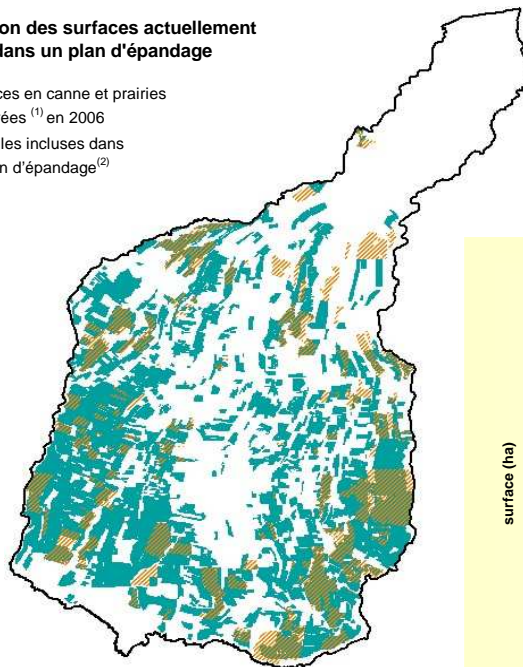 on des surfaces actuellement
dans un plan d'épandage
ces en canne et prairies
ées (1) en 2006
les incluses dans
n d'épandage(2)
surface (ha)